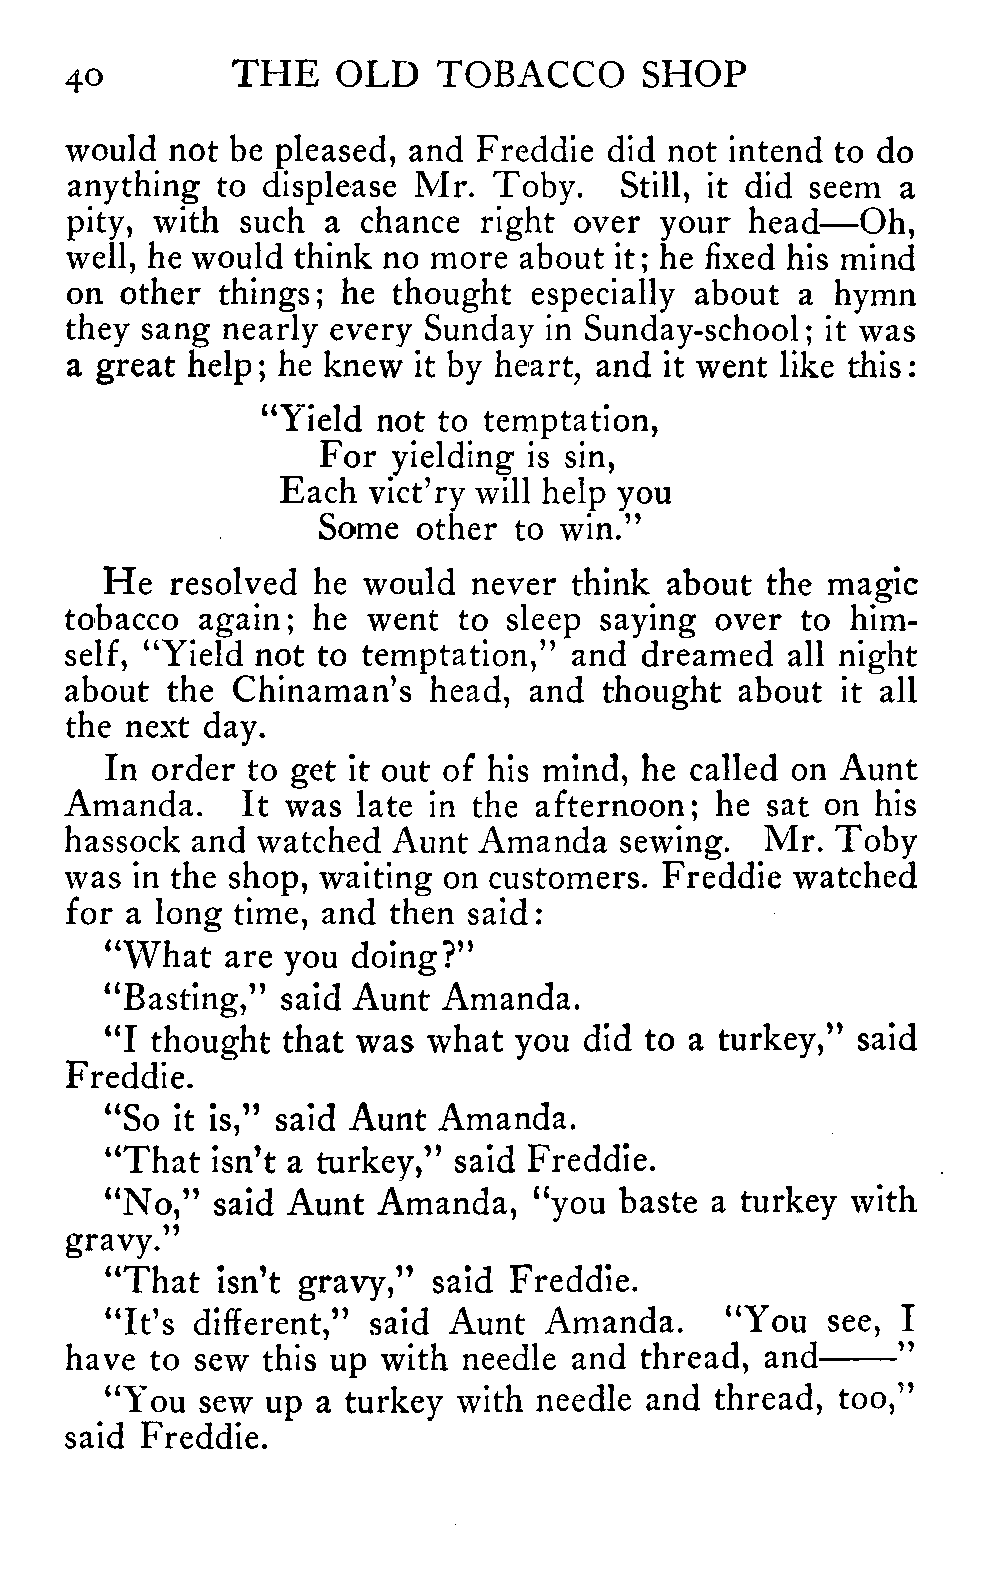 40 THE OLD TOBACCO SHOP
would not be pleased, and Freddie did not intend to do
anything to displease Mr. Toby. Still, it did seem a
pity, with such a chance right over your head—Oh,
well, he would think no more about it; he fixed his mind
on other things; he thought especially about a hymn
they sang nearly every Sunday in Sunday-school; it was
a great help; he knew it by heart, and it went like this:
“Yield not to temptation,
For yielding is sin,
Each vict’ry will help you
Some other to win.”
He resolved he would never think about the magic
tobacco again; he went to sleep saying over to him-
self, “Yield not to temptation,” and dreamed all night
about the Chinaman’s head, and thought about it all
the next day.
In order to get it out of his mind, he called on Aunt
Amanda. It was late in the afternoon; he sat on his
hassock and watched Aunt Amanda sewing. Mr. Toby
was in the shop, waiting on customers. Freddie watched
for a long time, and then said:
“What are you doing?”
“Basting,” said Aunt Amanda.
“I thought that was what you did to a turkey,” said
Freddie.
“So it is,” said Aunt Amanda.
“That isn’t a turkey,” said Freddie.
“No,” said Aunt Amanda, “you baste a turkey with
gravy.”
“That isn’t gravy,” said Freddie.
“It’s different,” said Aunt Amanda. “You see, I
have to sew this up with needle and thread, and——”
“You sew up a turkey with needle and thread, too,”
said Freddie.